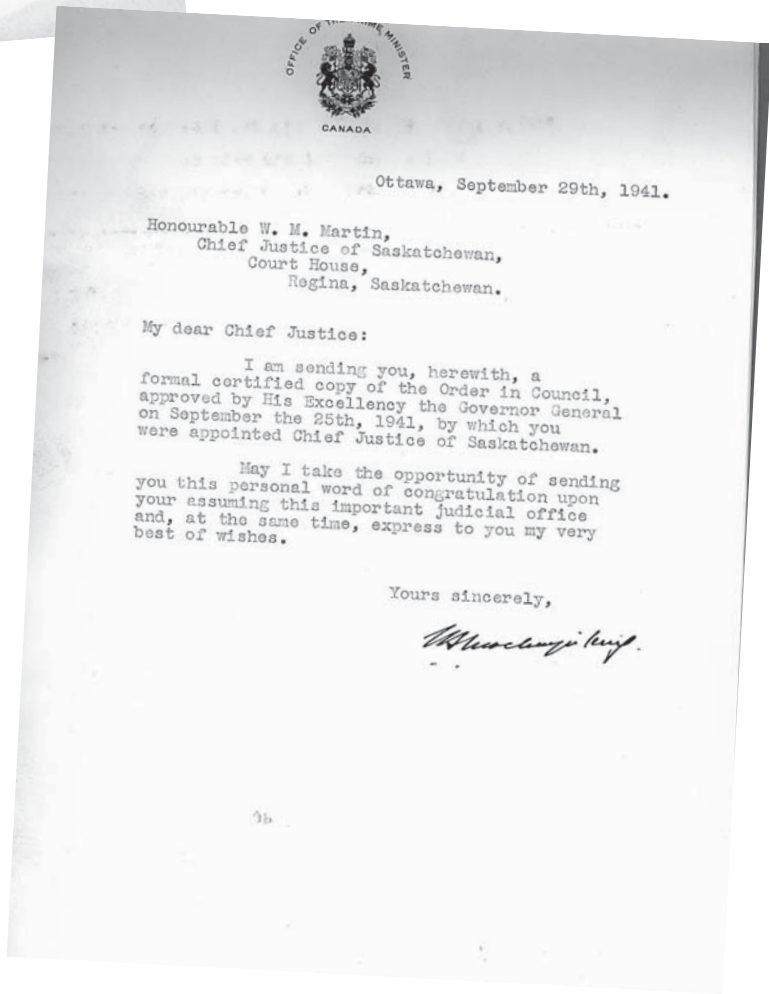 OFFICE OF THE PRIME MINISTER
CANADA
Ottawa, September 29th, 1941.
Honourable W. M. Martin,
Chief Justice of Saskatchewan,
Court House,
Regina, Saskatchewan.
My dear Chief Justice:
I am sending you, herewith, a
formal certified copy of the Order in Council,
approved by His Excellency the Governor General
on September the 25th, 1941, by which you
were appointed Chief Justice of Saskatchewan.
May I take the opportunity of sending
you this personal word of congratulation upon
your assuming this important judicial office
and, at the same time, express to you my very
best of wishes.
Yours sincerely,
W L Mackenzie King.